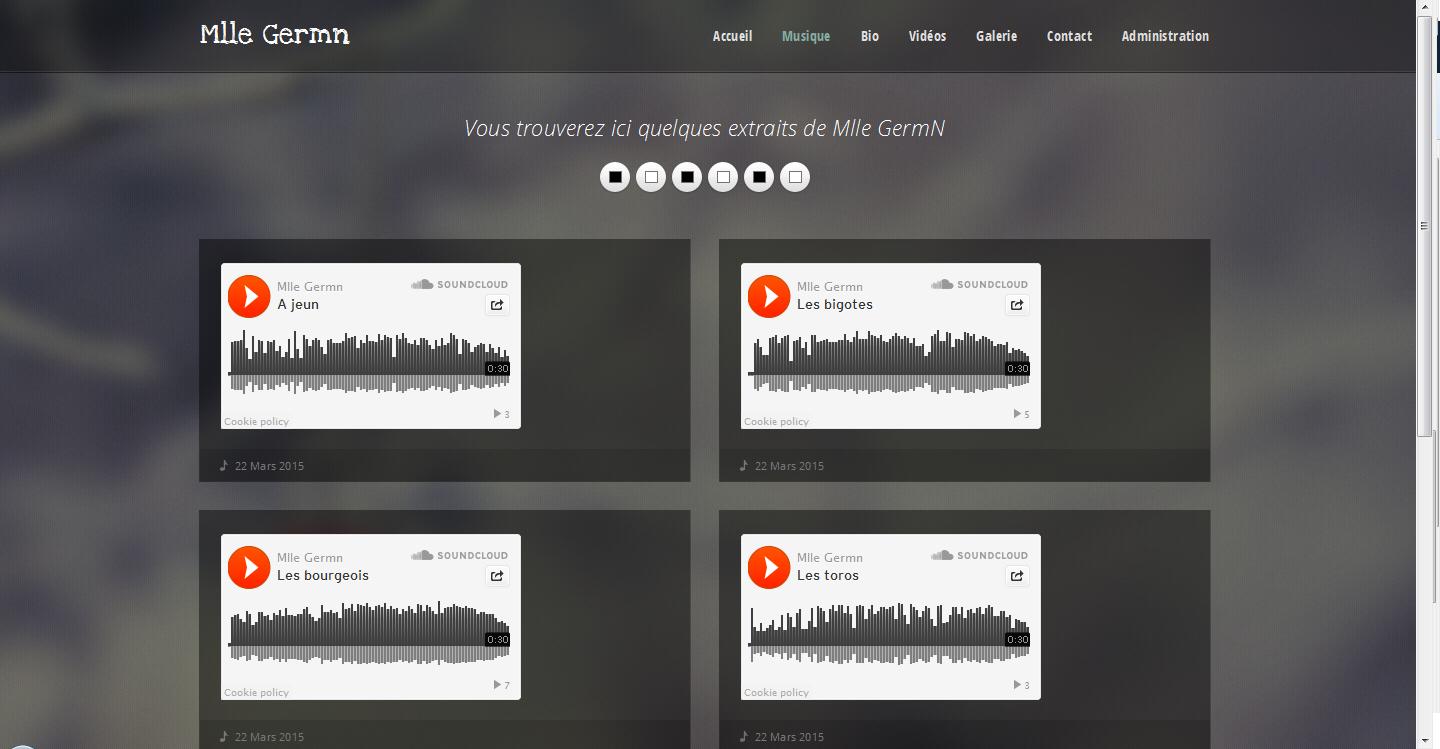 Mlle Germn
Accueil Musique Bio Vidéos Galerie Contact Administration
Vous trouverez ici quelques extraits de Mlle GermN
Mlle Germn SOUNDCLOUD
A jeun
0:30
3
Cookie policy
22 Mars 2015
Mlle Germn SOUNDCLOUD
Les bigotes
0:30
5
Cookie policy
22 Mars 2015
Mlle Germn SOUNDCLOUD
Les bourgeois
0:30
7
Cookie policy
22 Mars 2015
Mlle Germn SOUNDCLOUD
Les toros
0:30
3
Cookie policy
22 Mars 2015